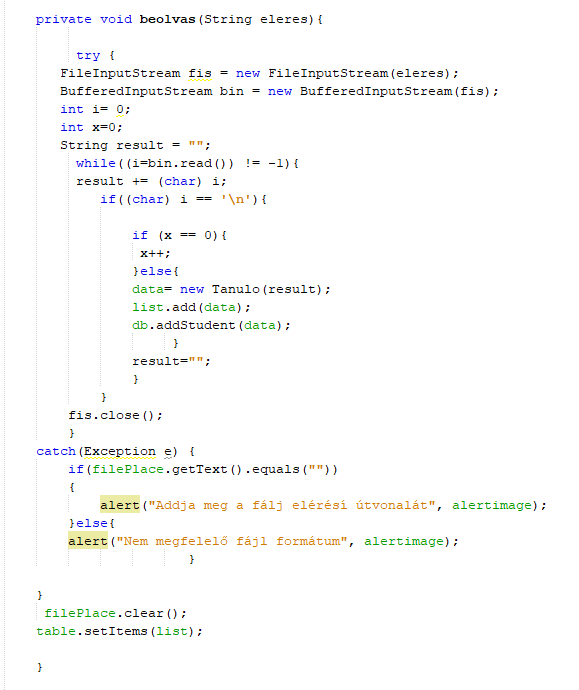 private void beolvas(String eleres){
try {
FileInputStream fis = new FileInputStream(eleres);
BufferedInputStream bin = new BufferedInputStream(fis);
int i= 0;
int x=0;
String result = "";
while((i=bin.read()) != -1){
result += (char) i;
if((char) i == '\n'){
if (x == 0){
x++;
}else{
data= new Tanulo(result);
list.add(data);
db.addStudent(data);
}
result="";
}
}
fis.close();
}
catch(Exception e) {
if(filePlace.getText().equals(""))
{
alert("Addja meg a fálj elérésí útvonalát", alertimage);
}else{
alert("Nem megfelelő fájl formátum", alertimage);
}
}
filePlace.clear();
table.setItems(list);
}